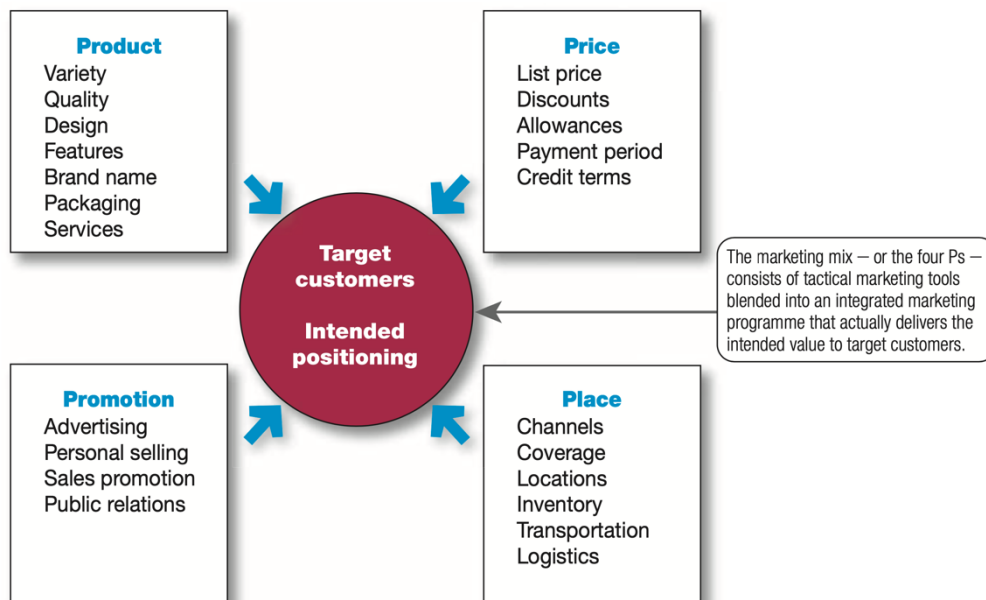 Product
Variety
Quality
Design
Features
Brand name
Packaging
Services
Price
List price
Discounts
Allowances
Payment period
Credit terms
Target
customers
Intended
positioning
The marketing mix – or the four Ps –
consists of tactical marketing tools
blended into an integrated marketing
programme that actually delivers the
intended value to target customers.
Promotion
Advertising
Personal selling
Sales promotion
Public relations
Place
Channels
Coverage
Locations
Inventory
Transportation
Logistics